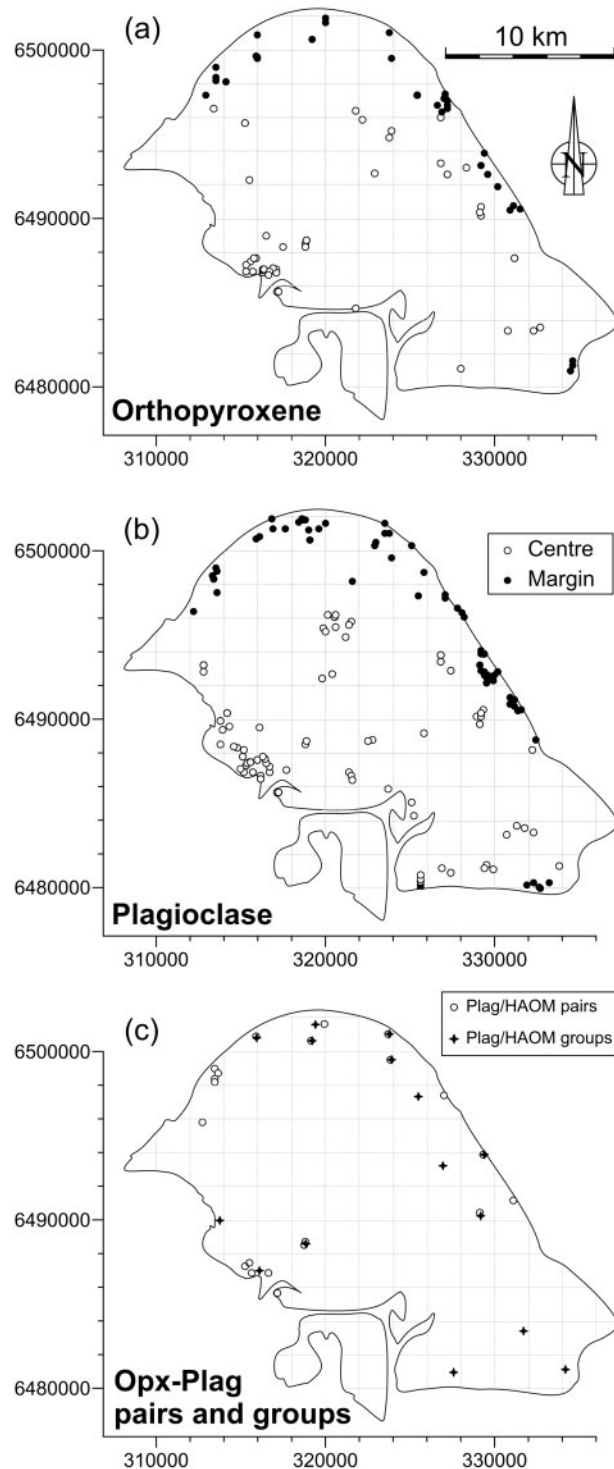 (a)
10 km
N
6500000
6490000
6480000
Orthopyroxene
310000 320000 330000
(b)
Centre
Margin
6500000
6490000
6480000
Plagioclase
310000 320000 330000
(c)
Plag/HAOM pairs
Plag/HAOM groups
6500000
6490000
6480000
Opx-Plag
pairs and groups
310000 320000 330000